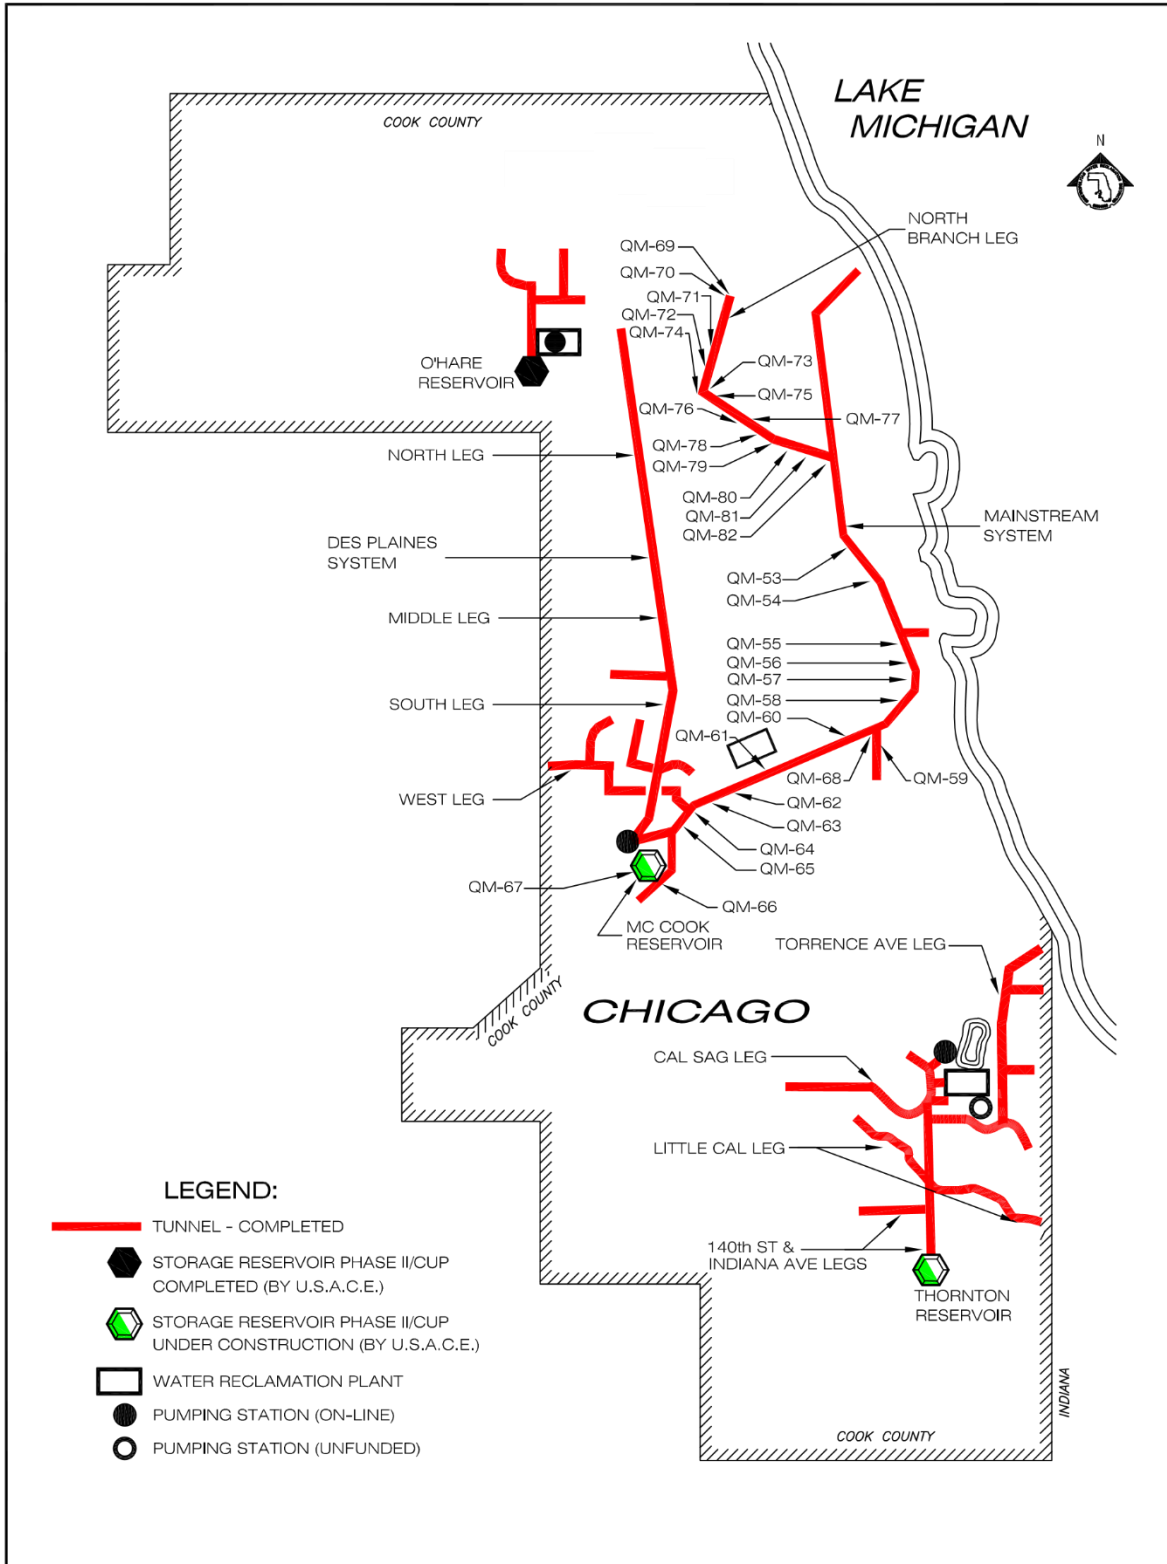 LAKE
MICHIGAN
COOK COUNTY
N
NORTH
BRANCH LEG
QM-69
QM-70
QM-71
QM-72
QM-74
QM-73
QM-75
QM-76
QM-77
QM-78
QM-79
QM-80
QM-81
QM-82
O'HARE
RESERVOIR
NORTH LEG
MAINSTREAM
SYSTEM
DES PLAINES
SYSTEM
QM-53
QM-54
MIDDLE LEG
QM-55
QM-56
QM-57
QM-58
QM-60
SOUTH LEG
QM-61
QM-68
QM-59
WEST LEG
QM-62
QM-63
QM-64
QM-65
QM-67
QM-66
MC COOK
RESERVOIR
TORRENCE AVE LEG
COOK COUNTY
CHICAGO
CAL SAG LEG
LITTLE CAL LEG
140th ST &
INDIANA AVE LEGS
THORNTON
RESERVOIR
LEGEND:
TUNNEL - COMPLETED
STORAGE RESERVOIR PHASE II/CUP
COMPLETED (BY U.S.A.C.E.)
STORAGE RESERVOIR PHASE II/CUP
UNDER CONSTRUCTION (BY U.S.A.C.E.)
WATER RECLAMATION PLANT
PUMPING STATION (ON-LINE)
PUMPING STATION (UNFUNDED)
INDIANA
COOK COUNTY